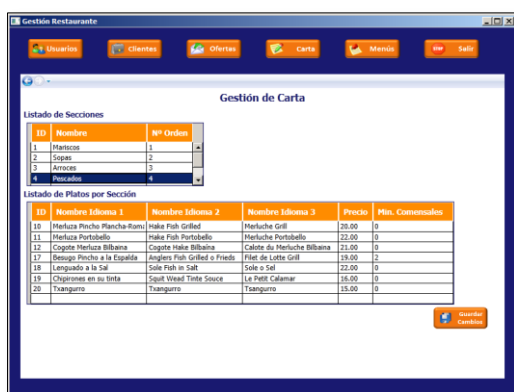 Gestión Restaurante
Usuarios Clientes Ofertas Carta Menús Salir
Gestión de Carta
Listado de Secciones
ID Nombre Nº Orden
1 Mariscos 1
2 Sopas 2
3 Arroces 3
4 Pescados 4
Listado de Platos por Sección
ID Nombre Idioma 1 Nombre Idioma 2 Nombre Idioma 3 Precio Min. Comensales
10 Merluza Pincho Plancha-Roma Hake Fish Grilled Merluche Grill 20.00 0
11 Merluza Portobello Hake Fish Portobello Merluche Portobello 22.00 0
12 Cogote Merluza Bilbaina Cogote Hake Bilbaína Calote du Merluche Bilbaina 21.00 0
17 Besugo Pincho a la Espalda Anglers Fish Grilled o Frieds Filet de Lotte Grill 19.00 2
18 Lenguado a la Sal Sole Fish in Salt Sole o Sel 22.00 0
19 Chipirones en su tinta Squit Wead Tinte Souce Le Petit Calamar 16.00 0
20 Txangurro Txangurro Tsangurro 15.00 0
Guardar
Cambios